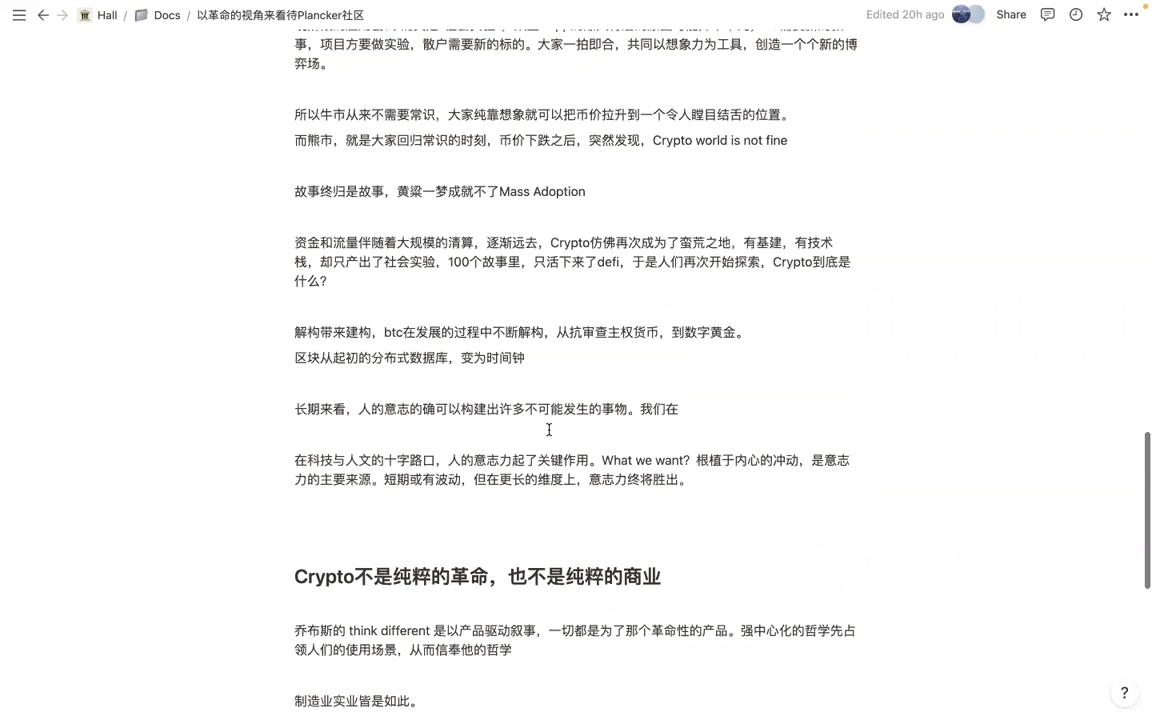 Hall / Docs / 以革命的视角来看待Plancker社区
Edited 20h ago Share
事，项目方要做实验，散户需要新的标的。大家一拍即合，共同以想象力为工具，创造一个个新的博
弈场。
所以牛市从来不需要常识，大家纯靠想象就可以把币价拉升到一个令人瞠目结舌的位置。
而熊市，就是大家回归常识的时刻，币价下跌之后，突然发现，Crypto world is not fine
故事终归是故事，黄粱一梦成就不了Mass Adoption
资金和流量伴随着大规模的清算，逐渐远去，Crypto仿佛再次成为了蛮荒之地，有基建，有技术
栈，却只产出了社会实验，100个故事里，只活下来了defi，于是人们再次开始探索，Crypto到底是
什么？
解构带来建构，btc在发展的过程中不断解构，从抗审查主权货币，到数字黄金。
区块从起初的分布式数据库，变为时间钟
长期来看，人的意志的确可以构建出许多不可能发生的事物。我们在
在科技与人文的十字路口，人的意志力起了关键作用。What we want？根植于内心的冲动，是意志
力的主要来源。短期或有波动，但在更长的维度上，意志力终将胜出。
Crypto不是纯粹的革命，也不是纯粹的商业
乔布斯的 think different 是以产品驱动叙事，一切都是为了那个革命性的产品。强中心化的哲学先占
领人们的使用场景，从而信奉他的哲学
制造业实业皆是如此。
?